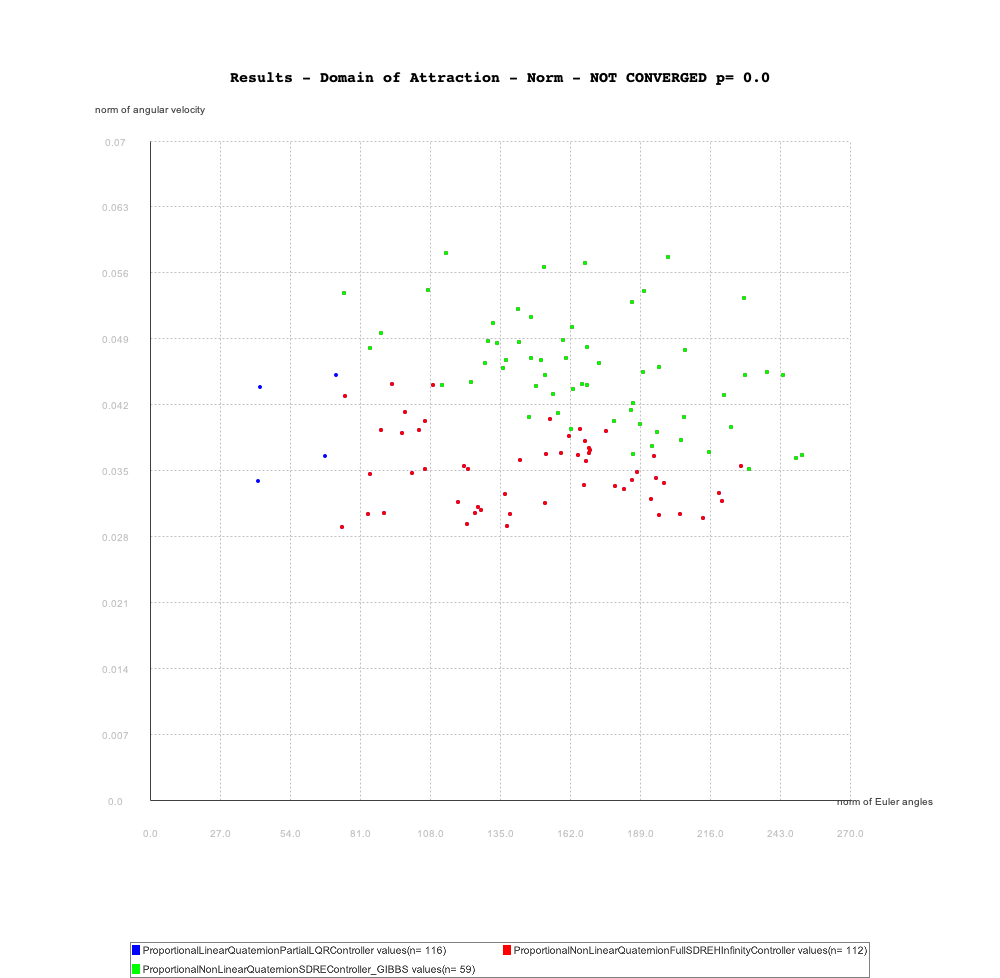 Results - Domain of Attraction - Norm - NOT CONVERGED p= 0.0
norm of angular velocity
0.07
0.063
0.056
0.049
0.042
0.035
0.028
0.021
0.014
0.007
0.0
norm of Euler angles
0.0 27.0 54.0 81.0 108.0 135.0 162.0 189.0 216.0 243.0 270.0
ProportionalLinearQuaternionPartialLQRController values(n= 116) ProportionalNonLinearQuaternionFullSDREHInfinityController values(n= 112)
ProportionalNonLinearQuaternionSDREController_GIBBS values(n= 59)